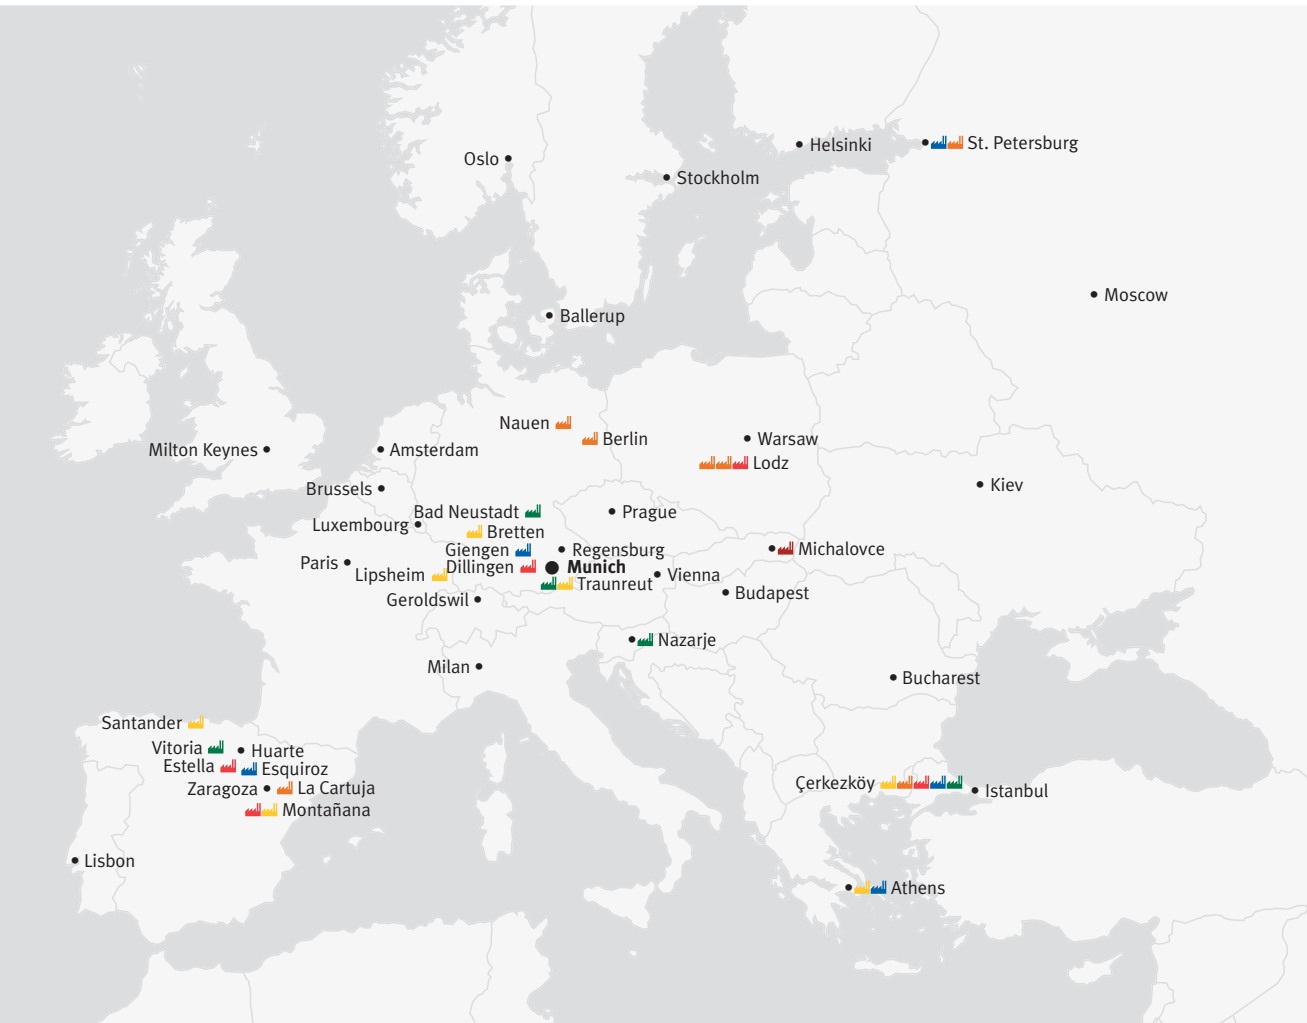 Helsinki
St. Petersburg
Oslo
Stockholm
Moscow
Ballerup
Nauen
Berlin
Warsaw
Milton Keynes
Amsterdam
Lodz
Brussels
Kiev
Bad Neustadt
Prague
Luxembourg
Bretten
Giengen
Regensburg
Michalovce
Paris
Dillingen
Munich
Lipsheim
Vienna
Traunreut
Budapest
Geroldswil
Nazarje
Milan
Bucharest
Santander
Vitoria
Huarte
Estella
Esquiroz
Zaragoza
La Cartuja
Çerkezköy
Istanbul
Montañana
Lisbon
Athens